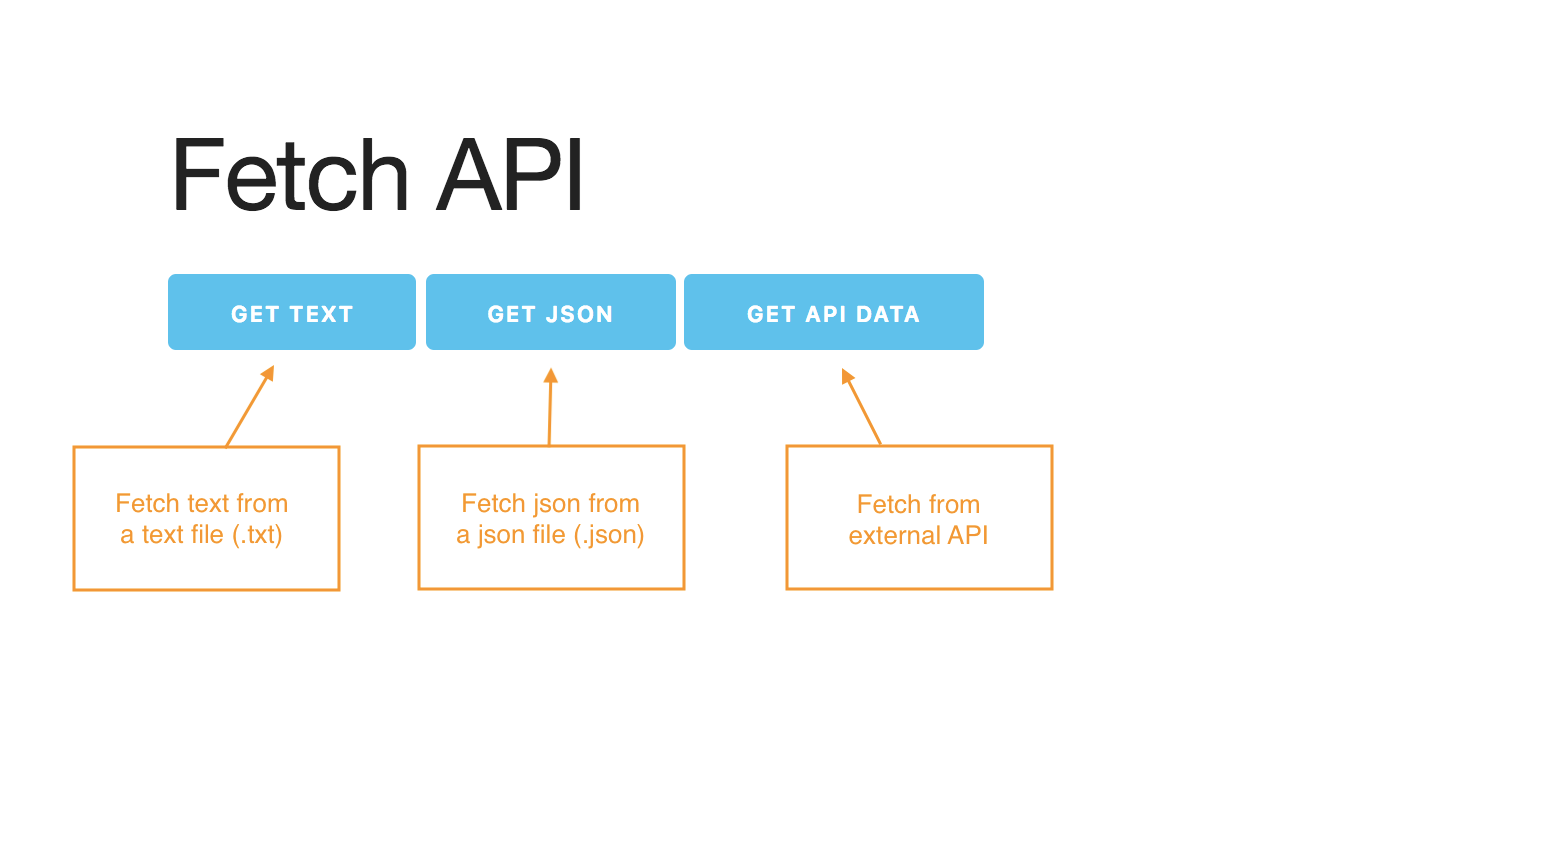 Fetch API
GET TEXT
GET JSON
GET API DATA
Fetch text from
a text file (.txt)
Fetch json from
a json file (.json)
Fetch from
external API